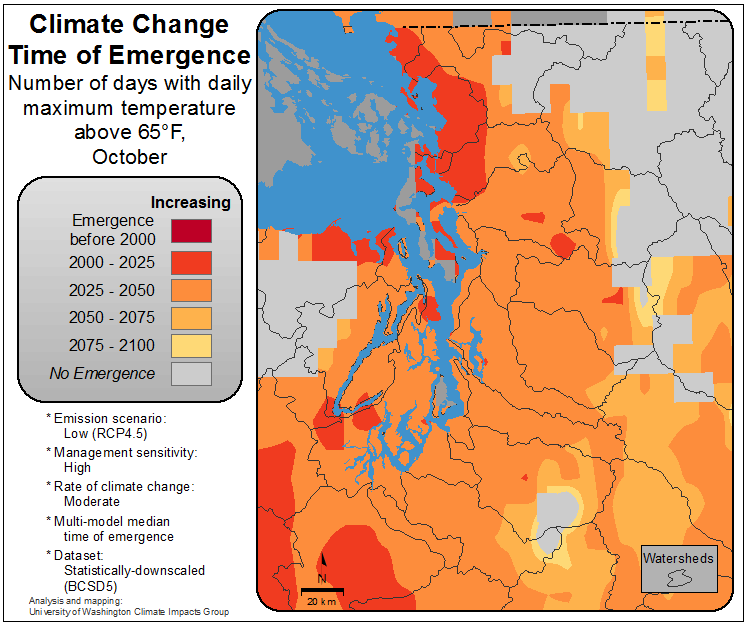 Climate Change
Time of Emergence
Number of days with daily
maximum temperature
above 65°F,
October
Increasing
Emergence
before 2000
2000 - 2025
2025 - 2050
2050 - 2075
2075 - 2100
No Emergence
* Emission scenario:
Low (RCP4.5)
* Management sensitivity:
High
* Rate of climate change:
Moderate
* Multi-model median
time of emergence
* Dataset:
Statistically-downscaled
(BCSD5)
Analysis and mapping:
University of Washington Climate Impacts Group
N
20 km
Watersheds